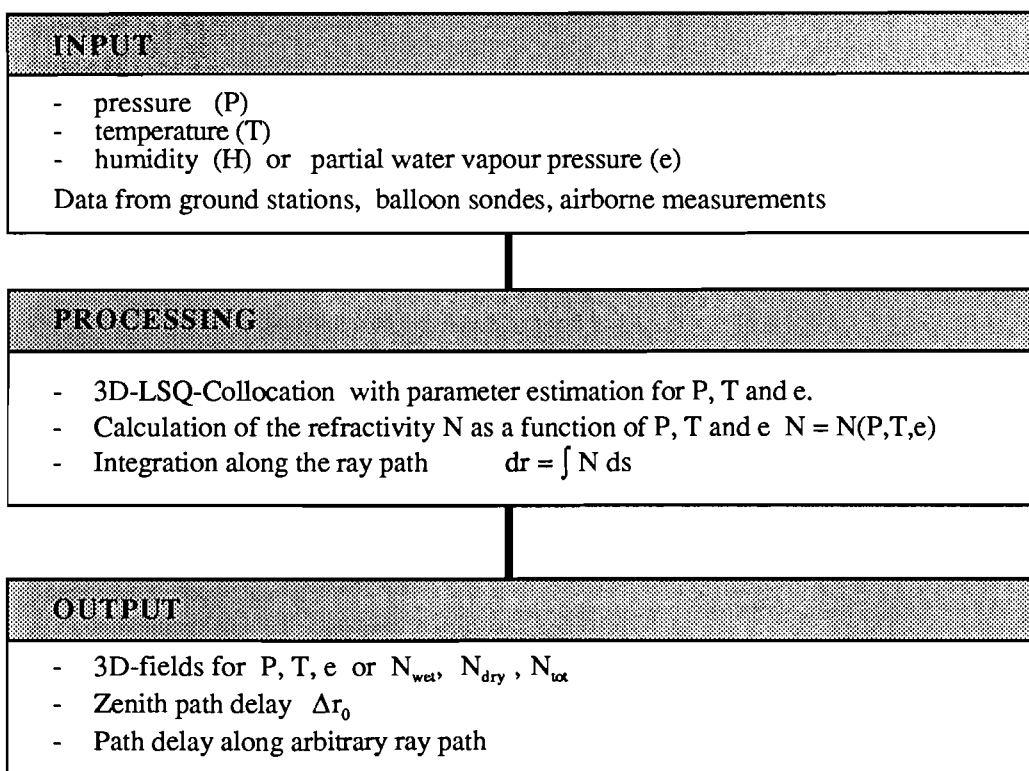 INPUT
- pressure (P)
- temperature (T)
- humidity (H) or partial water vapour pressure (e)
Data from ground stations, balloon sondes, airborne measurements
PROCESSING
- 3D-LSQ-Collocation with parameter estimation for P, T and e.
- Calculation of the refractivity N as a function of P, T and e N = N(P,T,e)
- Integration along the ray path dr = ∫ N ds
OUTPUT
- 3D-fields for P, T, e or N_wet, N_dry , N_tot
- Zenith path delay Δr₀
- Path delay along arbitrary ray path